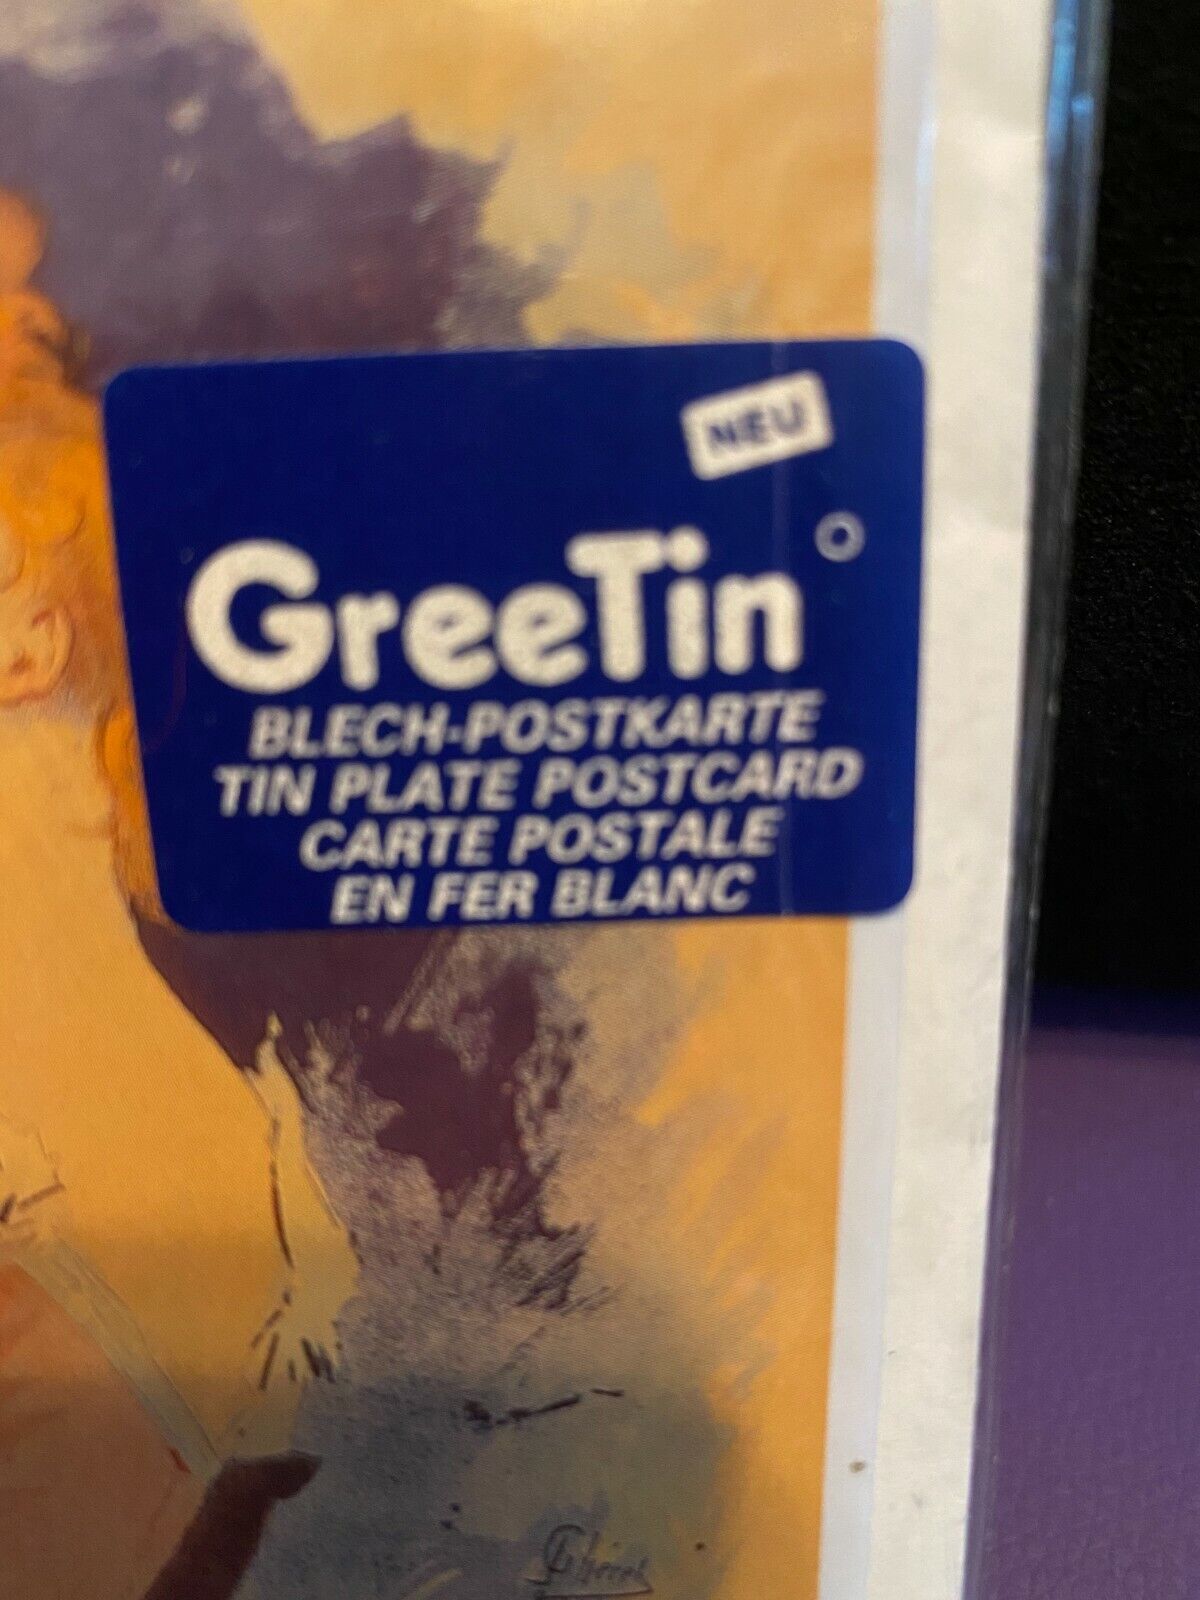 NEU
GreeTin
BLECH-POSTKARTE
TIN PLATE POSTCARD
CARTE POSTALE
EN FER BLANC